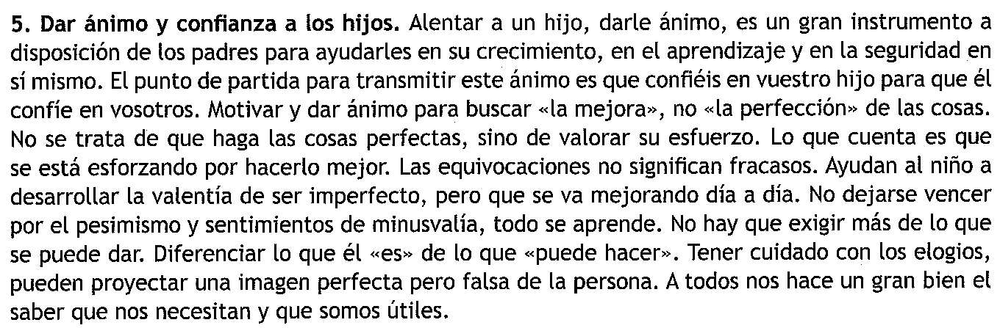 5. Dar ánimo y confianza a los hijos. Alentar a un hijo, darle ánimo, es un gran instrumento a
disposición de los padres para ayudarles en su crecimiento, en el aprendizaje y en la seguridad en
sí mismo. El punto de partida para transmitir este ánimo es que confiéis en vuestro hijo para que él
confíe en vosotros. Motivar y dar ánimo para buscar «la mejora», no «la perfección» de las cosas.
No se trata de que haga las cosas perfectas, sino de valorar su esfuerzo. Lo que cuenta es que
se está esforzando por hacerlo mejor. Las equivocaciones no significan fracasos. Ayudan al niño a
desarrollar la valentía de ser imperfecto, pero que se va mejorando día a día. No dejarse vencer
por el pesimismo y sentimientos de minusvalía, todo se aprende. No hay que exigir más de lo que
se puede dar. Diferenciar lo que él «es» de lo que «puede hacer». Tener cuidado con los elogios,
pueden proyectar una imagen perfecta pero falsa de la persona. A todos nos hace un gran bien el
saber que nos necesitan y que somos útiles.